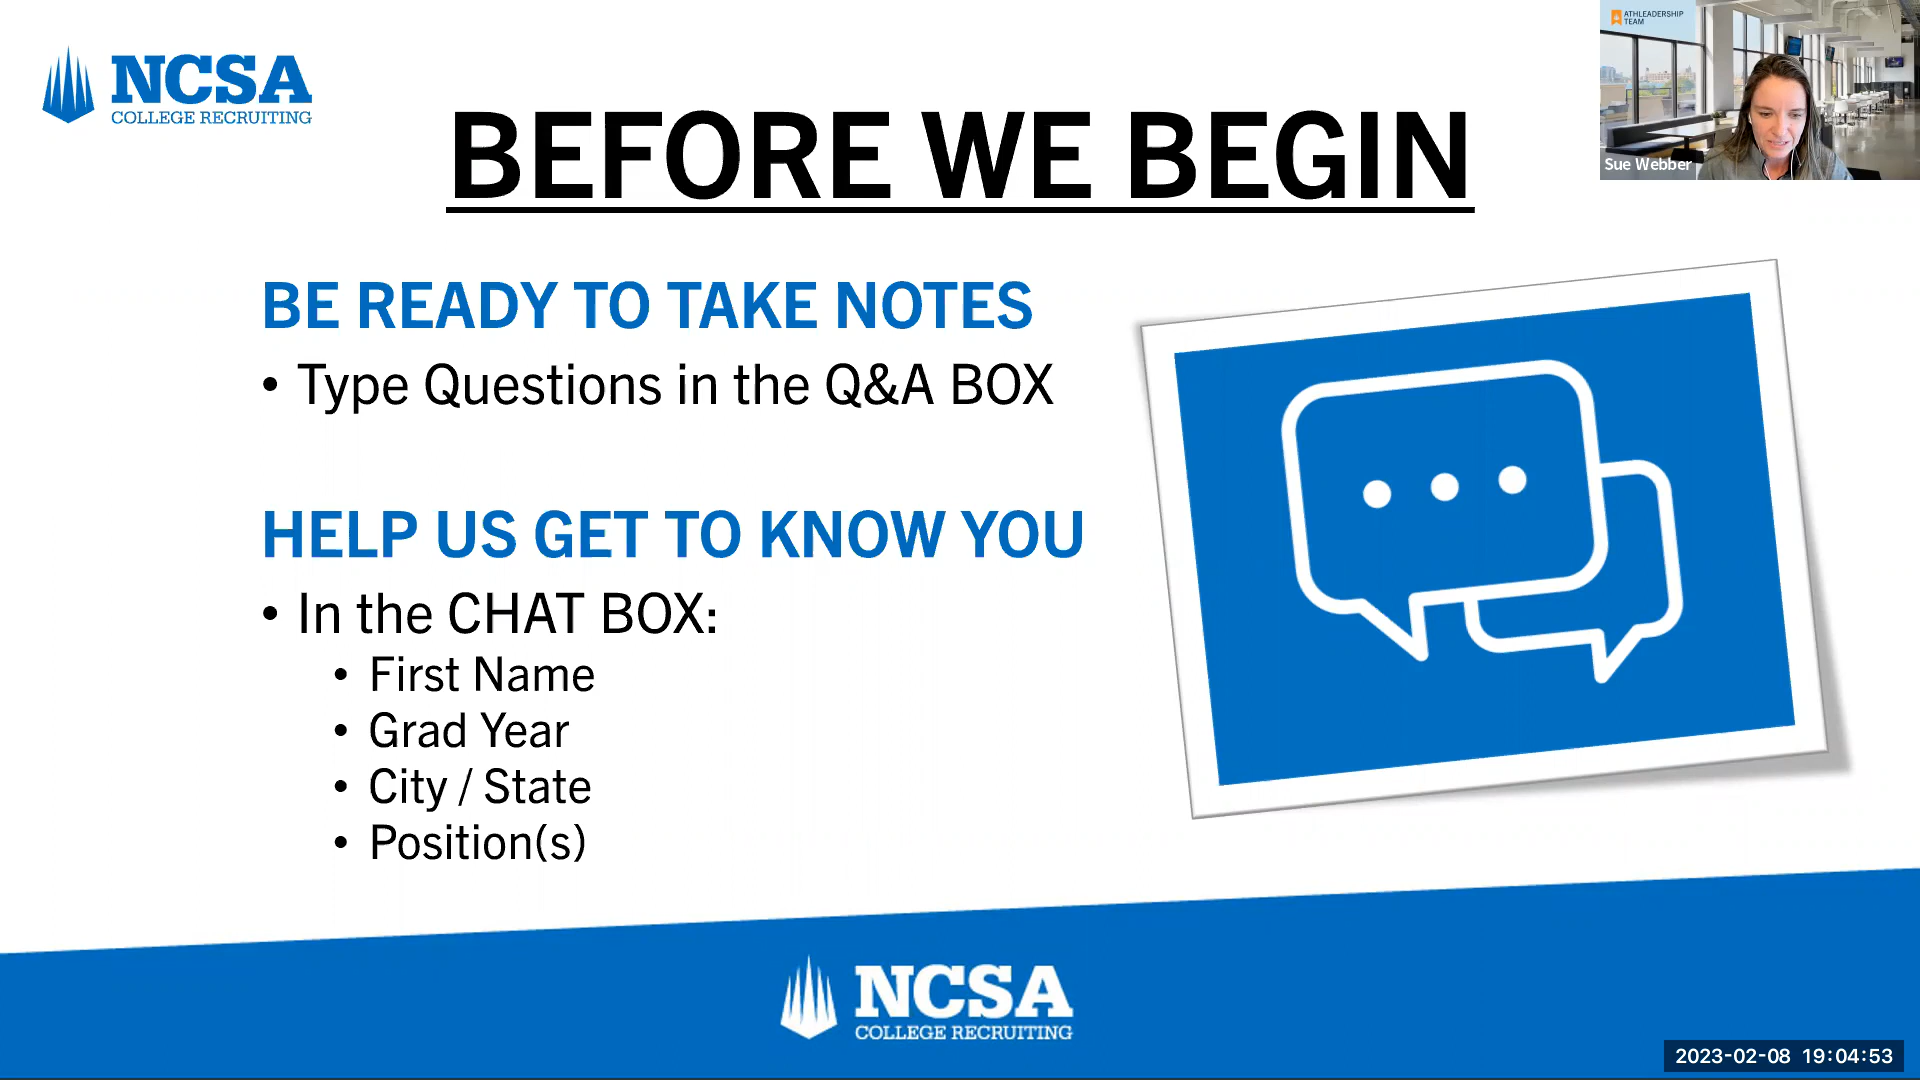 NCSA
COLLEGE RECRUITING
BEFORE WE BEGIN
ATHLEADERSHIP
TEAM
Sue Webber
BE READY TO TAKE NOTES
• Type Questions in the Q&A BOX
HELP US GET TO KNOW YOU
• In the CHAT BOX:
• First Name
• Grad Year
• City / State
• Position(s)
NCSA
COLLEGE RECRUITING
2023-02-08 19:04:53